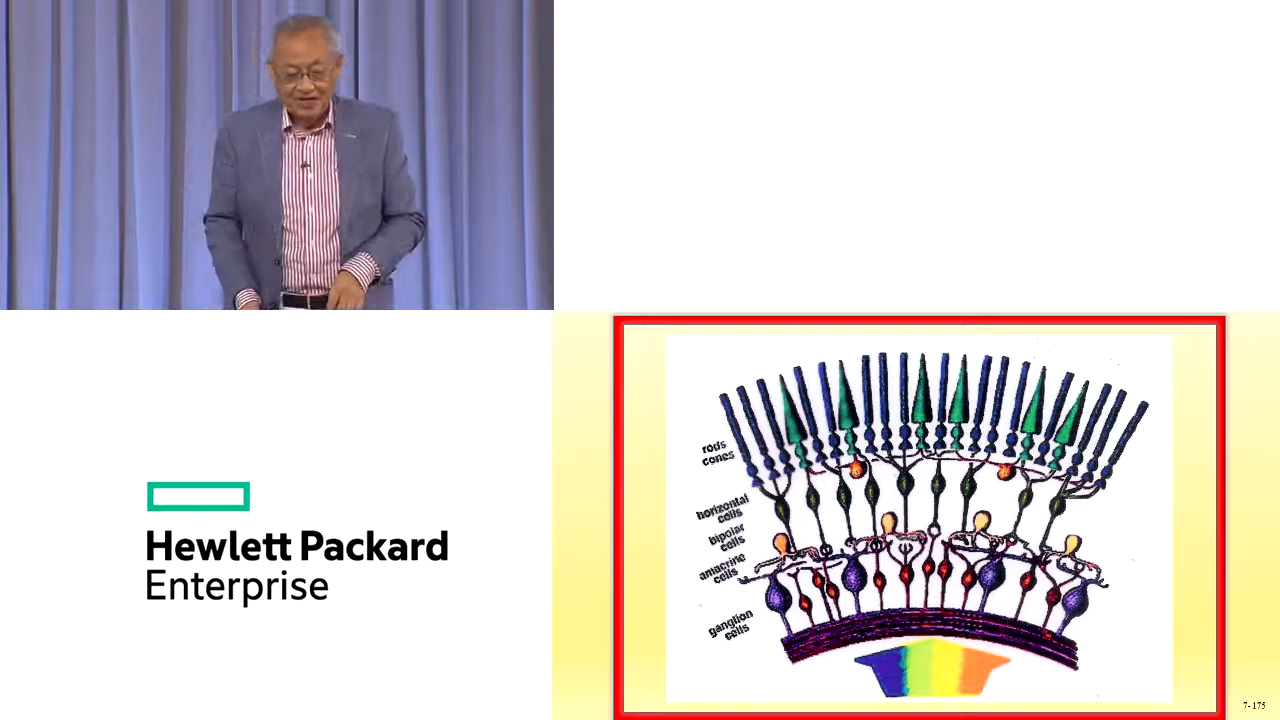 Hewlett Packard
Enterprise
rods
cones
horizontal
cells
bipolar
cells
amacrine
cells
ganglion
cells
7-175